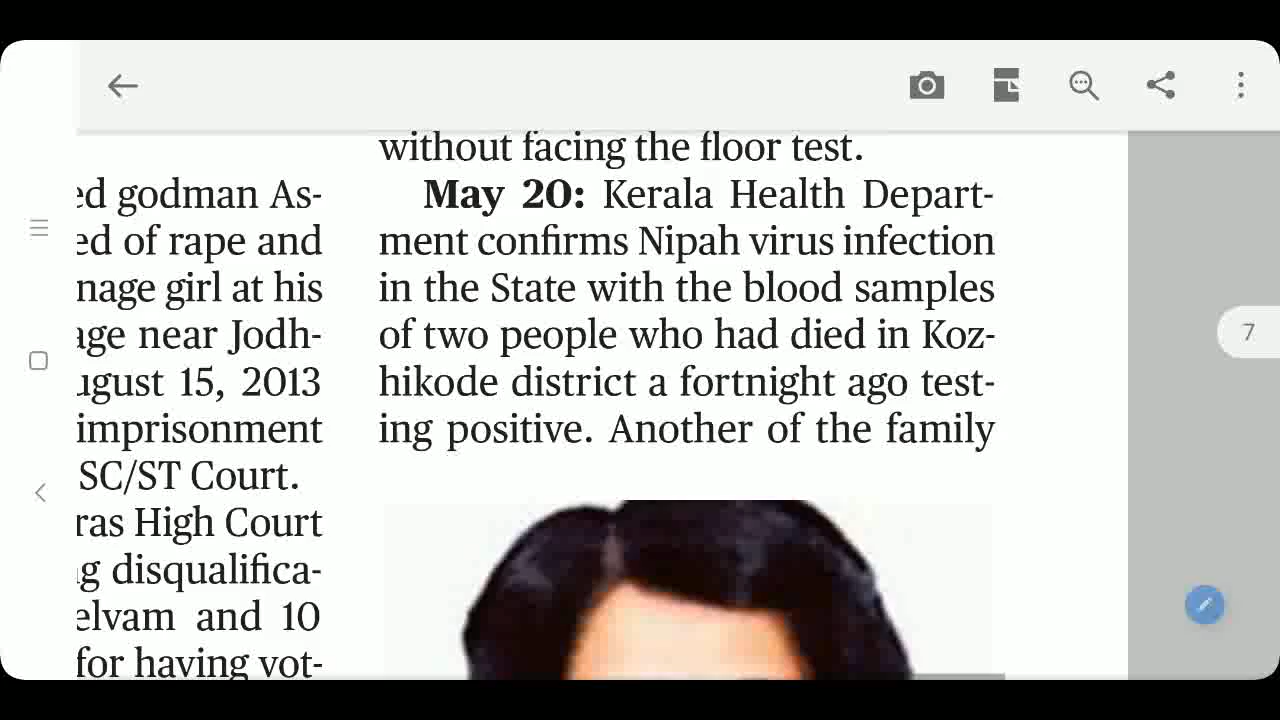 ed godman As-
ed of rape and
nage girl at his
age near Jodh-
ugust 15, 2013
imprisonment
SC/ST Court.
ras High Court
g disqualifica-
elvam and 10
for having vot-
without facing the floor test.
May 20: Kerala Health Depart-
ment confirms Nipah virus infection
in the State with the blood samples
of two people who had died in Koz-
hikode district a fortnight ago test-
ing positive. Another of the family
7